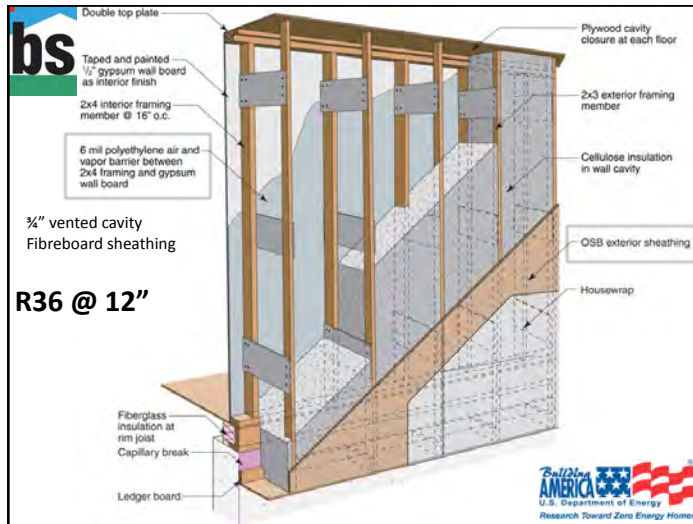 bs
Double top plate
Taped and painted
½" gypsum wall board
as interior finish
2x4 interior framing
member @ 16" o.c.
6 mil polyethylene air and
vapor barrier between
2x4 framing and gypsum
wall board
¾" vented cavity
Fibreboard sheathing
R36 @ 12"
Fiberglass
insulation at
rim joist
Capillary break
Ledger board
Plywood cavity
closure at each floor
2x3 exterior framing
member
Cellulose insulation
in wall cavity
OSB exterior sheathing
Housewrap
Building
AMERICA
U.S. Department of Energy
Research Toward Zero Energy Homes